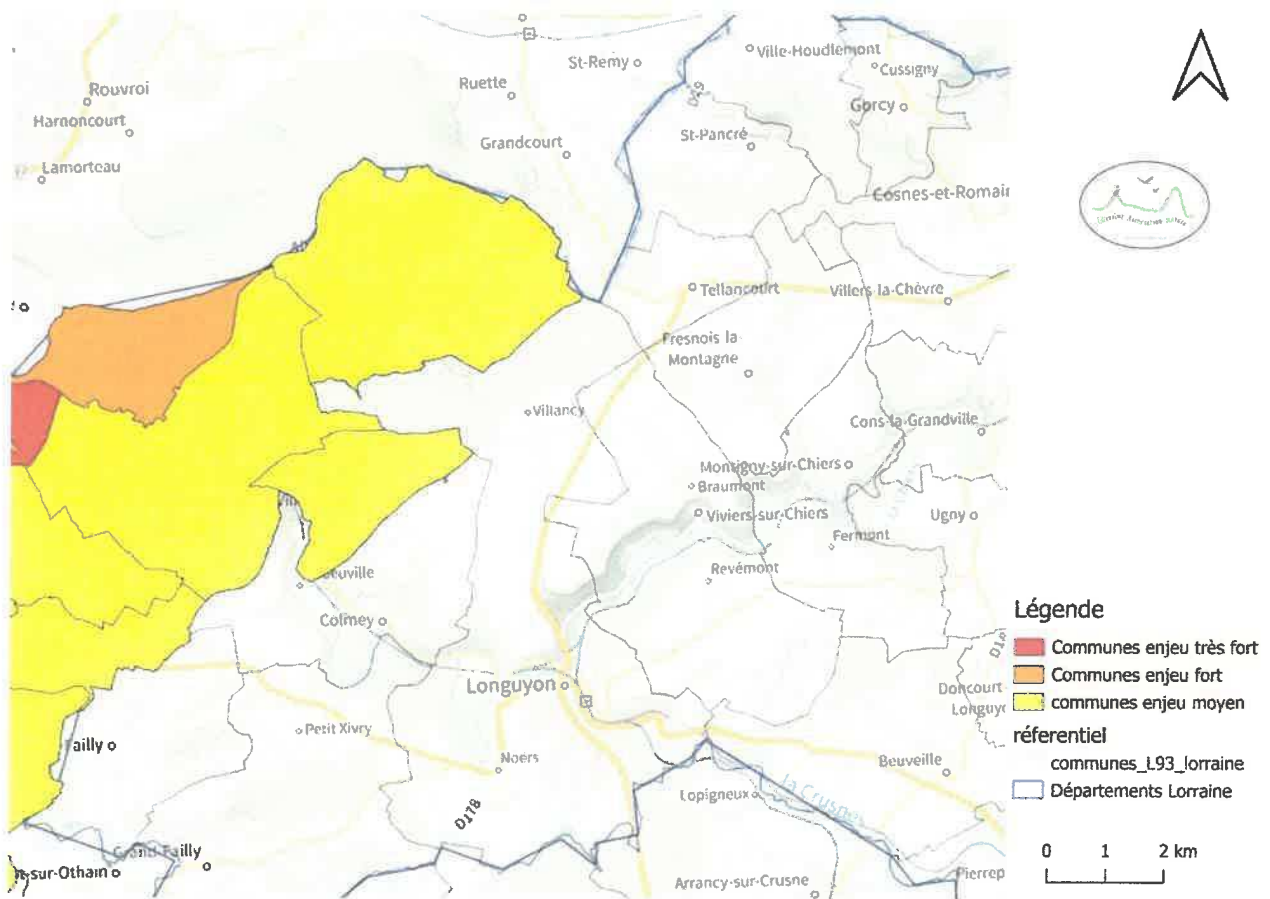 Ville-Houdlemont
St-Remy
Cussigny
Rouvroi
Ruette
D29
Gorcy
Harnoncourt
St-Pancré
Grandcourt
Lamorteau
Cosnes-et-Romain
Tellancourt
Villers-la-Chèvre
Fresnois-la-
Montagne
Villancy
Cons-la-Grandville
Montigny-sur-Chiers
Braumont
Viviers-sur-Chiers
Ugny
Fermont
Revémont
Colmey
Longuyon
Doncourt-
Petit Xivry
Noers
Beuveille
Lopigneux
la Crusnes
D178
Grand-Failly
Arrancy-sur-Crusne
Pierrep
Légende
Communes enjeu très fort
Communes enjeu fort
communes enjeu moyen
réferentiel
communes_L93_lorraine
Départements Lorraine
0 1 2 km